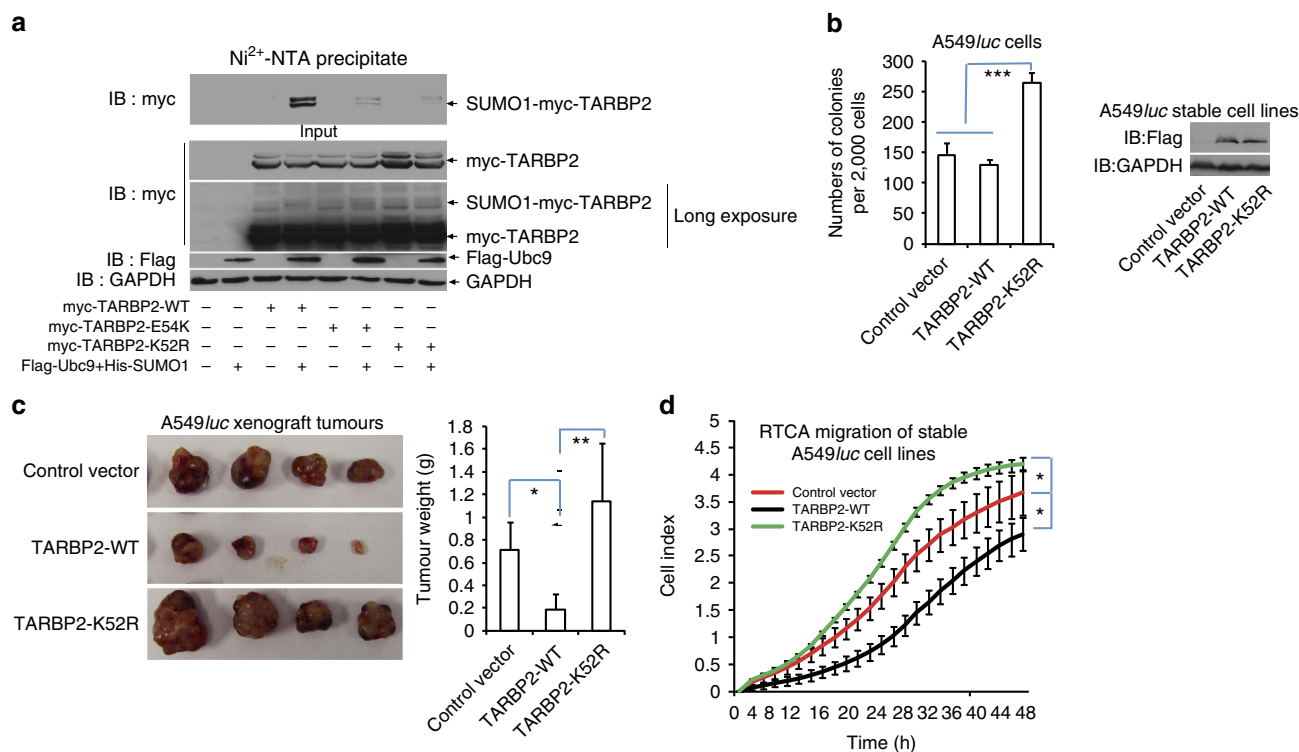 a
Ni2+-NTA precipitate
IB : myc
SUMO1-myc-TARBP2
Input
myc-TARBP2
IB : myc
SUMO1-myc-TARBP2
Long exposure
myc-TARBP2
IB : Flag
Flag-Ubc9
IB : GAPDH
GAPDH
myc-TARBP2-WT – – + + – – – –
myc-TARBP2-E54K – – – – + + – –
myc-TARBP2-K52R – – – – – – + +
Flag-Ubc9+His-SUMO1 – + – + – + – +
b
A549luc cells
Numbers of colonies
per 2,000 cells
300
250
200
150
100
50
0
***
Control vector
TARBP2-WT
TARBP2-K52R
A549luc stable cell lines
IB:Flag
IB:GAPDH
Control vector
TARBP2-WT
TARBP2-K52R
c
A549luc xenograft tumours
Control vector
TARBP2-WT
TARBP2-K52R
Tumour weight (g)
1.8
1.6
1.4
1.2
1
0.8
0.6
0.4
0.2
0
*
**
Control vector
TARBP2-WT
TARBP2-K52R
d
RTCA migration of stable
A549luc cell lines
Control vector
TARBP2-WT
TARBP2-K52R
Cell index
5
4.5
4
3.5
3
2.5
2
1.5
1
0.5
0
*
*
0 4 8 12 16 20 24 28 32 36 40 44 48
Time (h)